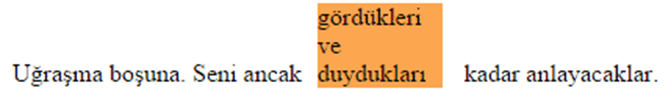 gördükleri
ve
Uğraşma boşuna. Seni ancak duydukları kadar anlayacaklar.